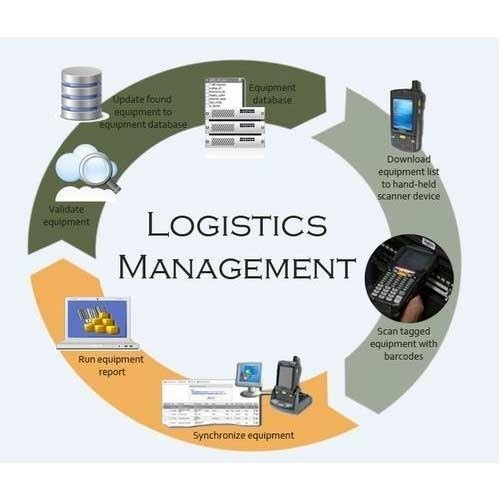 Equipment
database
Download
equipment list
to hand-held
scanner device
Scan tagged
equipment with
barcodes
Synchronize equipment
Run equipment
report
Validate
equipment
Update found
equipment to
equipment database
LOGISTICS
MANAGEMENT